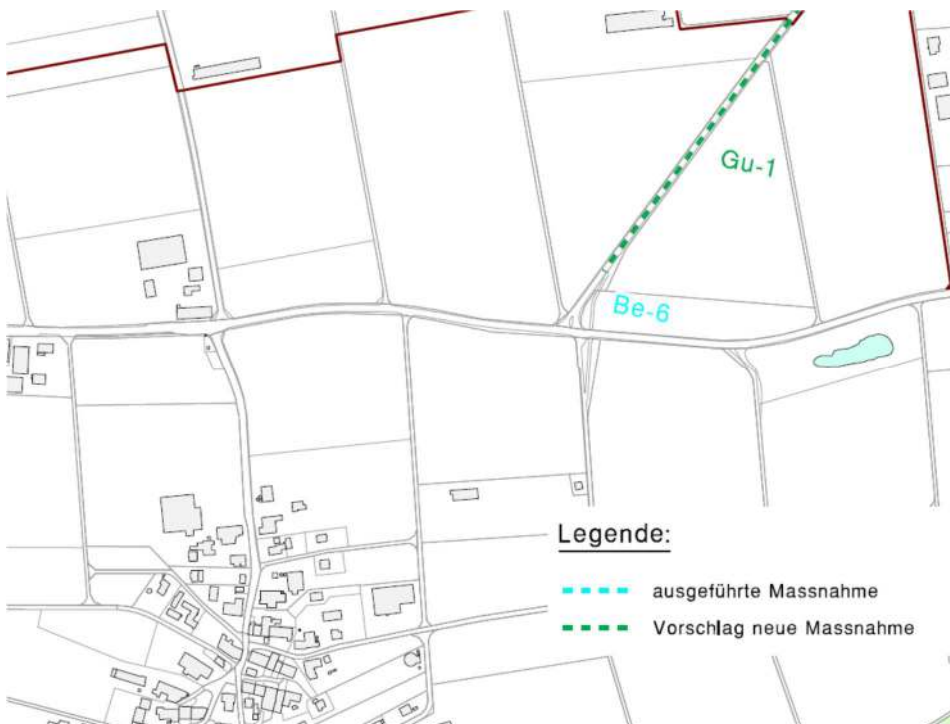 Gu-1
Be-6
Legende:
ausgeführte Massnahme
Vorschlag neue Massnahme